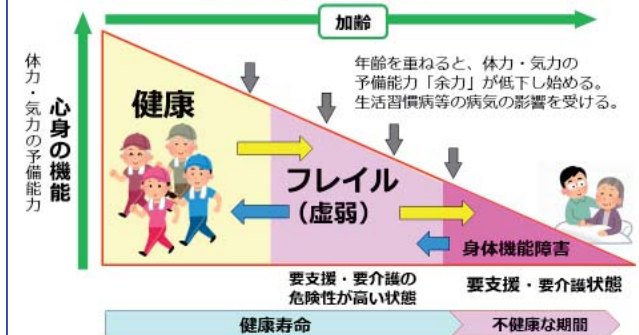 加齢
年齢を重ねると、体力・気力の
予備能力「余力」が低下し始める。
生活習慣病等の病気の影響を受ける。
体力・気力の予備能力
心身の機能
健康
フレイル
（虚弱）
身体機能障害
要支援・要介護の
危険性が高い状態
要支援・要介護状態
健康寿命
不健康な期間